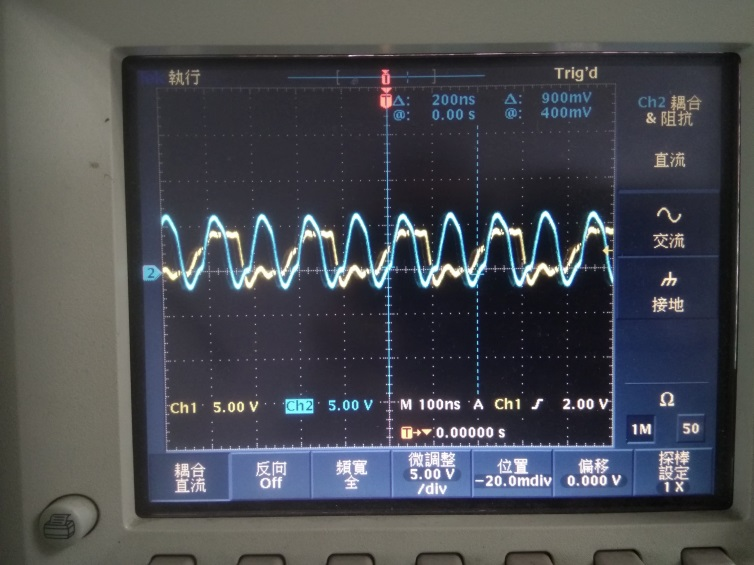 執行
Trig'd
Δ: 200ns Δ: 900mV
@: 0.00 s @: 400mV
Ch2 耦合
& 阻抗
直流
交流
接地
T
2
Ch1 5.00 V Ch2 5.00 V M 100ns A Ch1 2.00 V
T 0.00000 s
Ω
1M 50
耦合
直流
反向
Off
頻寬
全
微調整
5.00 V
/div
位置
−20.0mdiv
偏移
0.000 V
探棒
設定
1 X